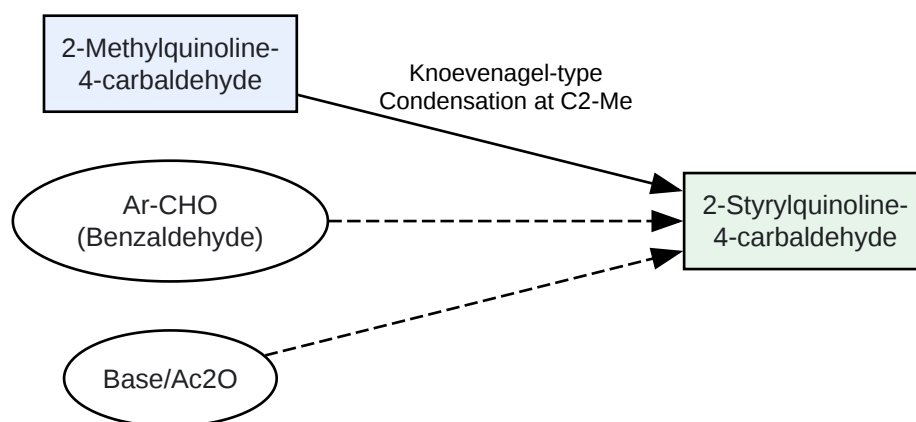 2-Methylquinoline-
4-carbaldehyde
Knoevenagel-type
Condensation at C2-Me
Ar-CHO
(Benzaldehyde)
2-Styrylquinoline-
4-carbaldehyde
Base/Ac2O